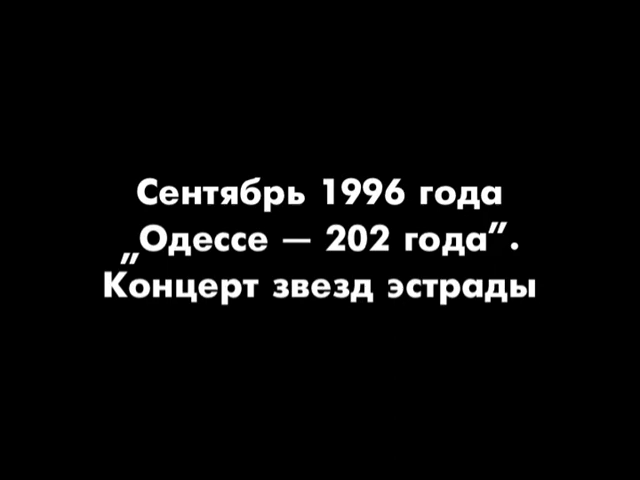 Сентябрь 1996 года
„Одессе — 202 года”.
Концерт звезд эстрады